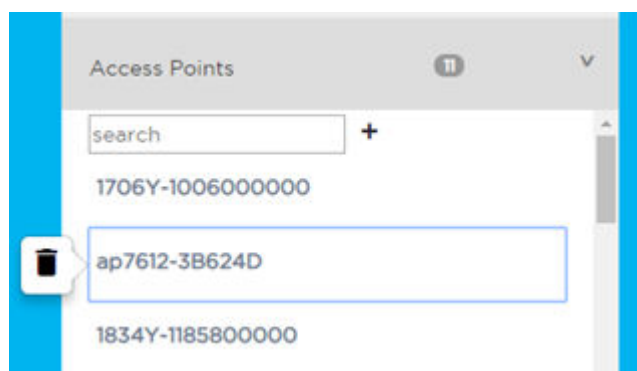 Access Points 11 v
search +
1706Y-1006000000
ap7612-3B624D
1834Y-1185800000